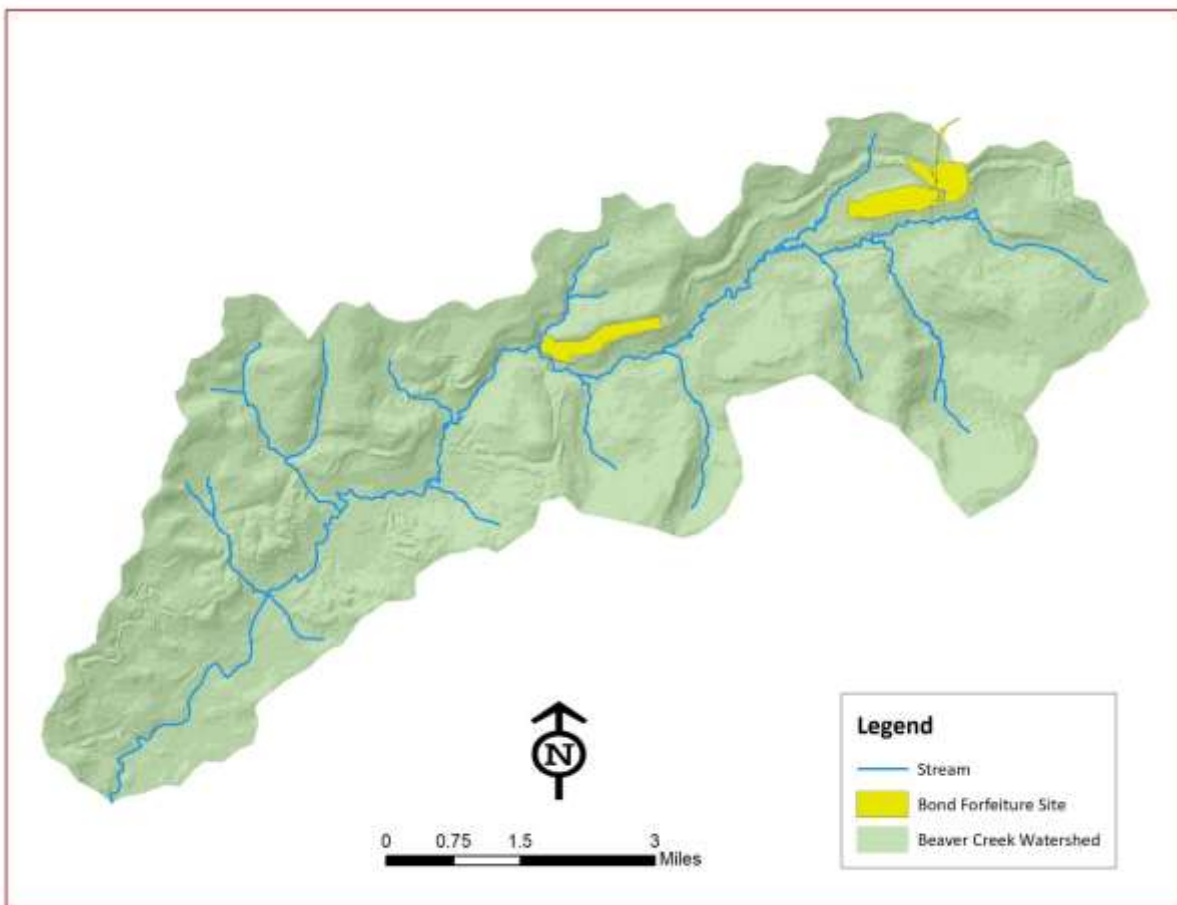 N
0 0.75 1.5 3
Miles
Legend
Stream
Bond Forfeiture Site
Beaver Creek Watershed